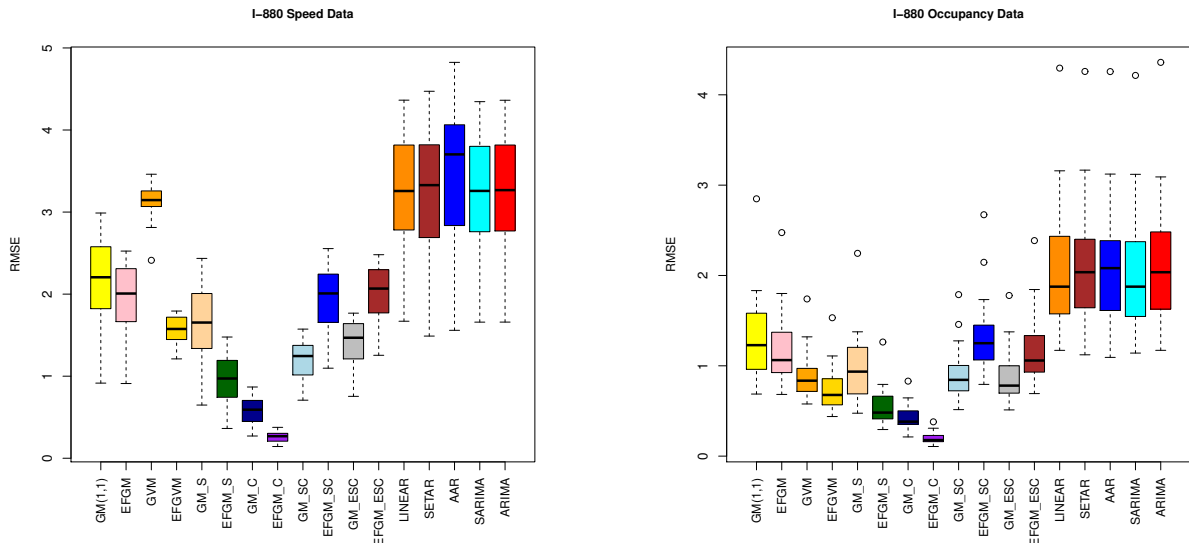 I−880 Speed Data
RMSE
0
1
2
3
4
5
GM(1,1)
EFGM
GVM
EFGVM
GM_S
EFGM_S
GM_C
EFGM_C
GM_SC
EFGM_SC
GM_ESC
EFGM_ESC
LINEAR
SETAR
AAR
SARIMA
ARIMA
I−880 Occupancy Data
RMSE
0
1
2
3
4
GM(1,1)
EFGM
GVM
EFGVM
GM_S
EFGM_S
GM_C
EFGM_C
GM_SC
EFGM_SC
GM_ESC
EFGM_ESC
LINEAR
SETAR
AAR
SARIMA
ARIMA